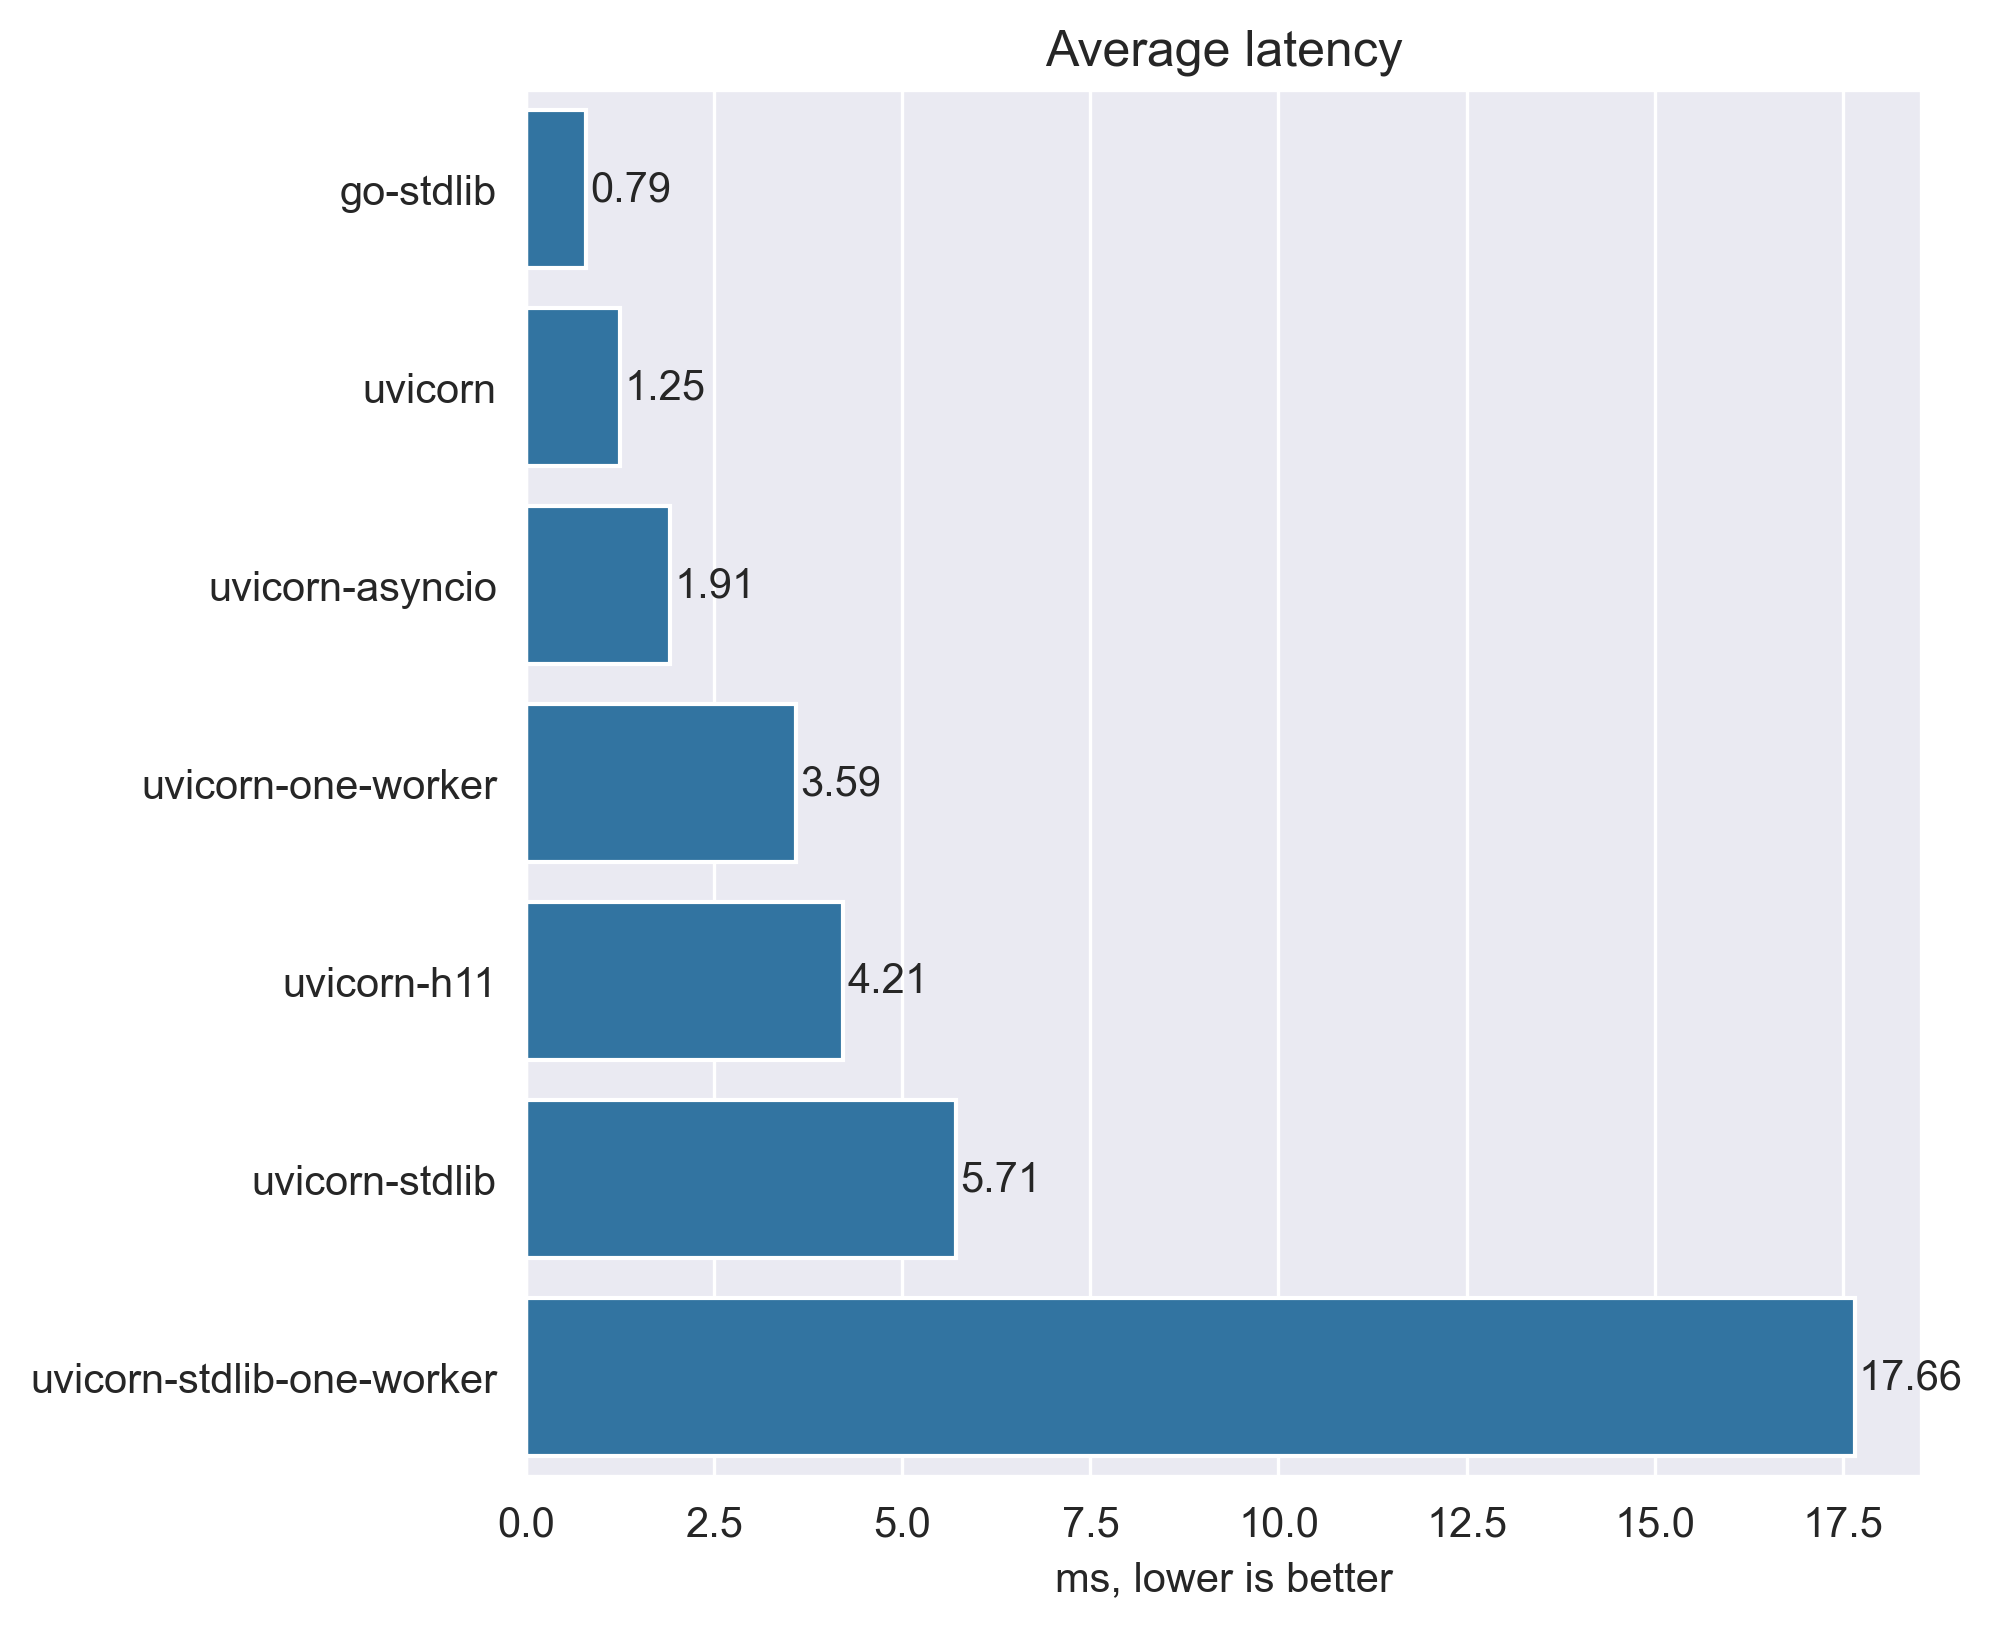 Average latency
go-stdlib 0.79
uvicorn 1.25
uvicorn-asyncio 1.91
uvicorn-one-worker 3.59
uvicorn-h11 4.21
uvicorn-stdlib 5.71
uvicorn-stdlib-one-worker 17.66
0.0 2.5 5.0 7.5 10.0 12.5 15.0 17.5
ms, lower is better